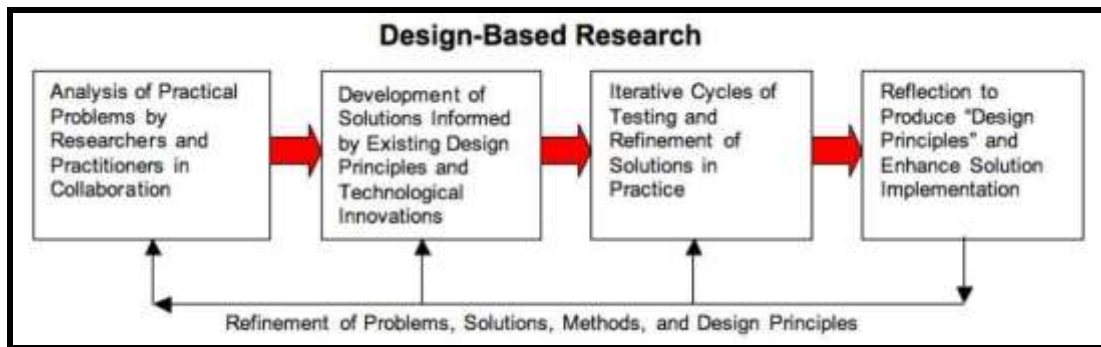 Design-Based Research
Analysis of Practical
Problems by
Researchers and
Practitioners in
Collaboration
Development of
Solutions Informed
by Existing Design
Principles and
Technological
Innovations
Iterative Cycles of
Testing and
Refinement of
Solutions in
Practice
Reflection to
Produce "Design
Principles" and
Enhance Solution
Implementation
Refinement of Problems, Solutions, Methods, and Design Principles